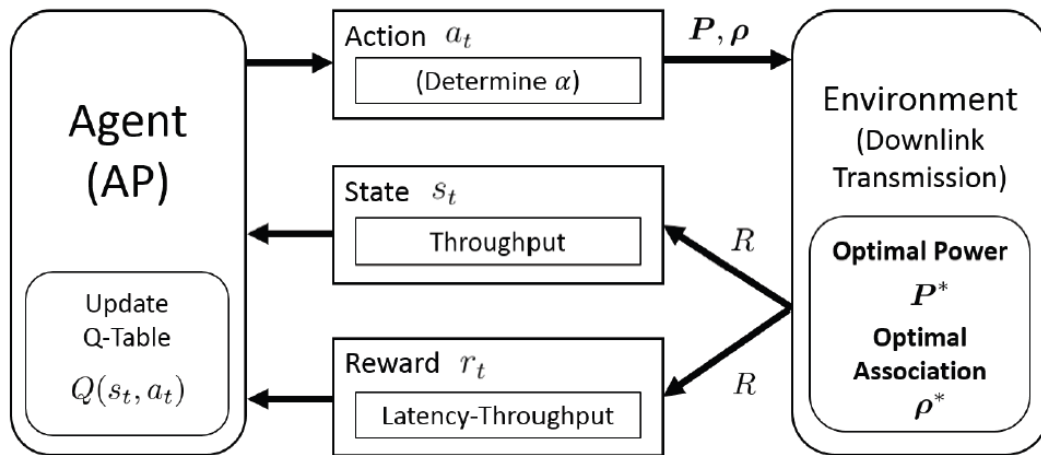 Agent
(AP)
Update
Q-Table
Q(s_t, a_t)
Action a_t
(Determine α)
State s_t
Throughput
Reward r_t
Latency-Throughput
P, ρ
R
R
Environment
(Downlink
Transmission)
Optimal Power
P*
Optimal
Association
ρ*